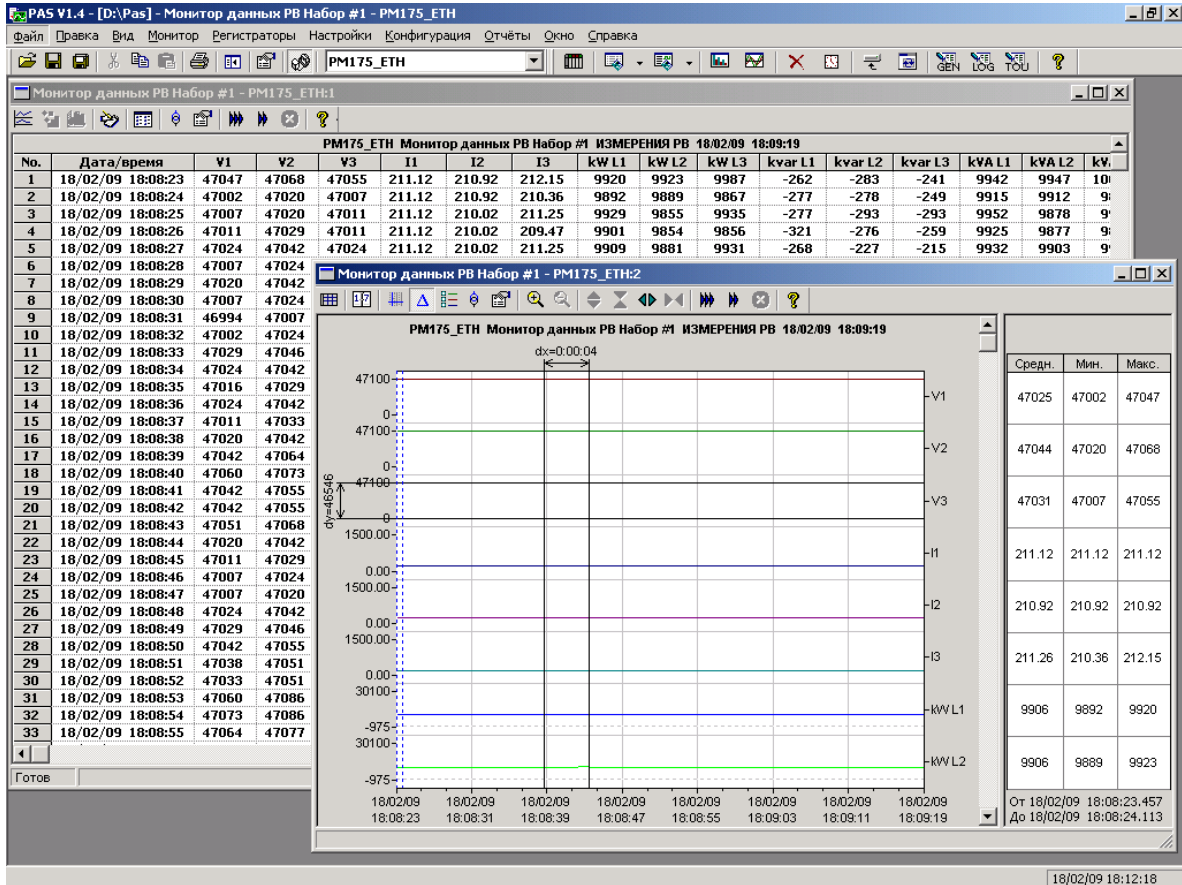 PAS V1.4 - [D:\Pas] - Монитор данных РВ Набор #1 - PM175_ETH
Файл Правка Вид Монитор Регистраторы Настройки Конфигурация Отчёты Окно Справка
PM175_ETH GEN LOG TOU
Монитор данных РВ Набор #1 - PM175_ETH:1
PM175_ETH Монитор данных РВ Набор #1 ИЗМЕРЕНИЯ РВ 18/02/09 18:09:19
No. Дата/время V1 V2 V3 I1 I2 I3 kW L1 kW L2 kW L3 kvar L1 kvar L2 kvar L3 kVA L1 kVA L2
1 18/02/09 18:08:23 47047 47068 47055 211.12 210.92 212.15 9920 9923 9987 -262 -283 -241 9942 9947
2 18/02/09 18:08:24 47002 47020 47007 211.12 210.92 210.36 9892 9889 9867 -277 -278 -249 9915 9912
3 18/02/09 18:08:25 47007 47020 47011 211.12 210.02 211.25 9929 9855 9935 -277 -293 -293 9952 9878
4 18/02/09 18:08:26 47011 47029 47011 211.12 210.02 209.47 9901 9854 9856 -321 -276 -259 9925 9877
5 18/02/09 18:08:27 47024 47042 47024 211.12 210.02 211.25 9909 9881 9931 -268 -227 -215 9932 9903
6 18/02/09 18:08:28 47007 47024
7 18/02/09 18:08:29 47020 47042
8 18/02/09 18:08:30 47007 47024
9 18/02/09 18:08:31 46994 47007
10 18/02/09 18:08:32 47002 47024
11 18/02/09 18:08:33 47029 47046
12 18/02/09 18:08:34 47024 47042
13 18/02/09 18:08:35 47016 47029
14 18/02/09 18:08:36 47024 47042
15 18/02/09 18:08:37 47011 47033
16 18/02/09 18:08:38 47020 47042
17 18/02/09 18:08:39 47042 47064
18 18/02/09 18:08:40 47060 47073
19 18/02/09 18:08:41 47042 47055
20 18/02/09 18:08:42 47042 47055
21 18/02/09 18:08:43 47051 47068
22 18/02/09 18:08:44 47020 47042
23 18/02/09 18:08:45 47011 47029
24 18/02/09 18:08:46 47007 47024
25 18/02/09 18:08:47 47007 47020
26 18/02/09 18:08:48 47024 47042
27 18/02/09 18:08:49 47029 47046
28 18/02/09 18:08:50 47042 47055
29 18/02/09 18:08:51 47038 47051
30 18/02/09 18:08:52 47033 47051
31 18/02/09 18:08:53 47060 47086
32 18/02/09 18:08:54 47073 47086
33 18/02/09 18:08:55 47064 47077
Готов
Монитор данных РВ Набор #1 - PM175_ETH:2
PM175_ETH Монитор данных РВ Набор #1 ИЗМЕРЕНИЯ РВ 18/02/09 18:09:19
dx=0:00:04
Средн. Мин. Макс.
47100
V1 47025 47002 47047
0
47100
V2 47044 47020 47068
0
47100
dy=46546
V3 47031 47007 47055
0
1500.00
I1 211.12 211.12 211.12
0.00
1500.00
I2 210.92 210.92 210.92
0.00
1500.00
I3 211.26 210.36 212.15
0.00
30100
kW L1 9906 9892 9920
-975
30100
kW L2 9906 9889 9923
-975
18/02/09 18/02/09 18/02/09 18/02/09 18/02/09 18/02/09 18/02/09 18/02/09
18:08:23 18:08:31 18:08:39 18:08:47 18:08:55 18:09:03 18:09:11 18:09:19
От 18/02/09 18:08:23.457
До 18/02/09 18:08:24.113
18/02/09 18:12:18